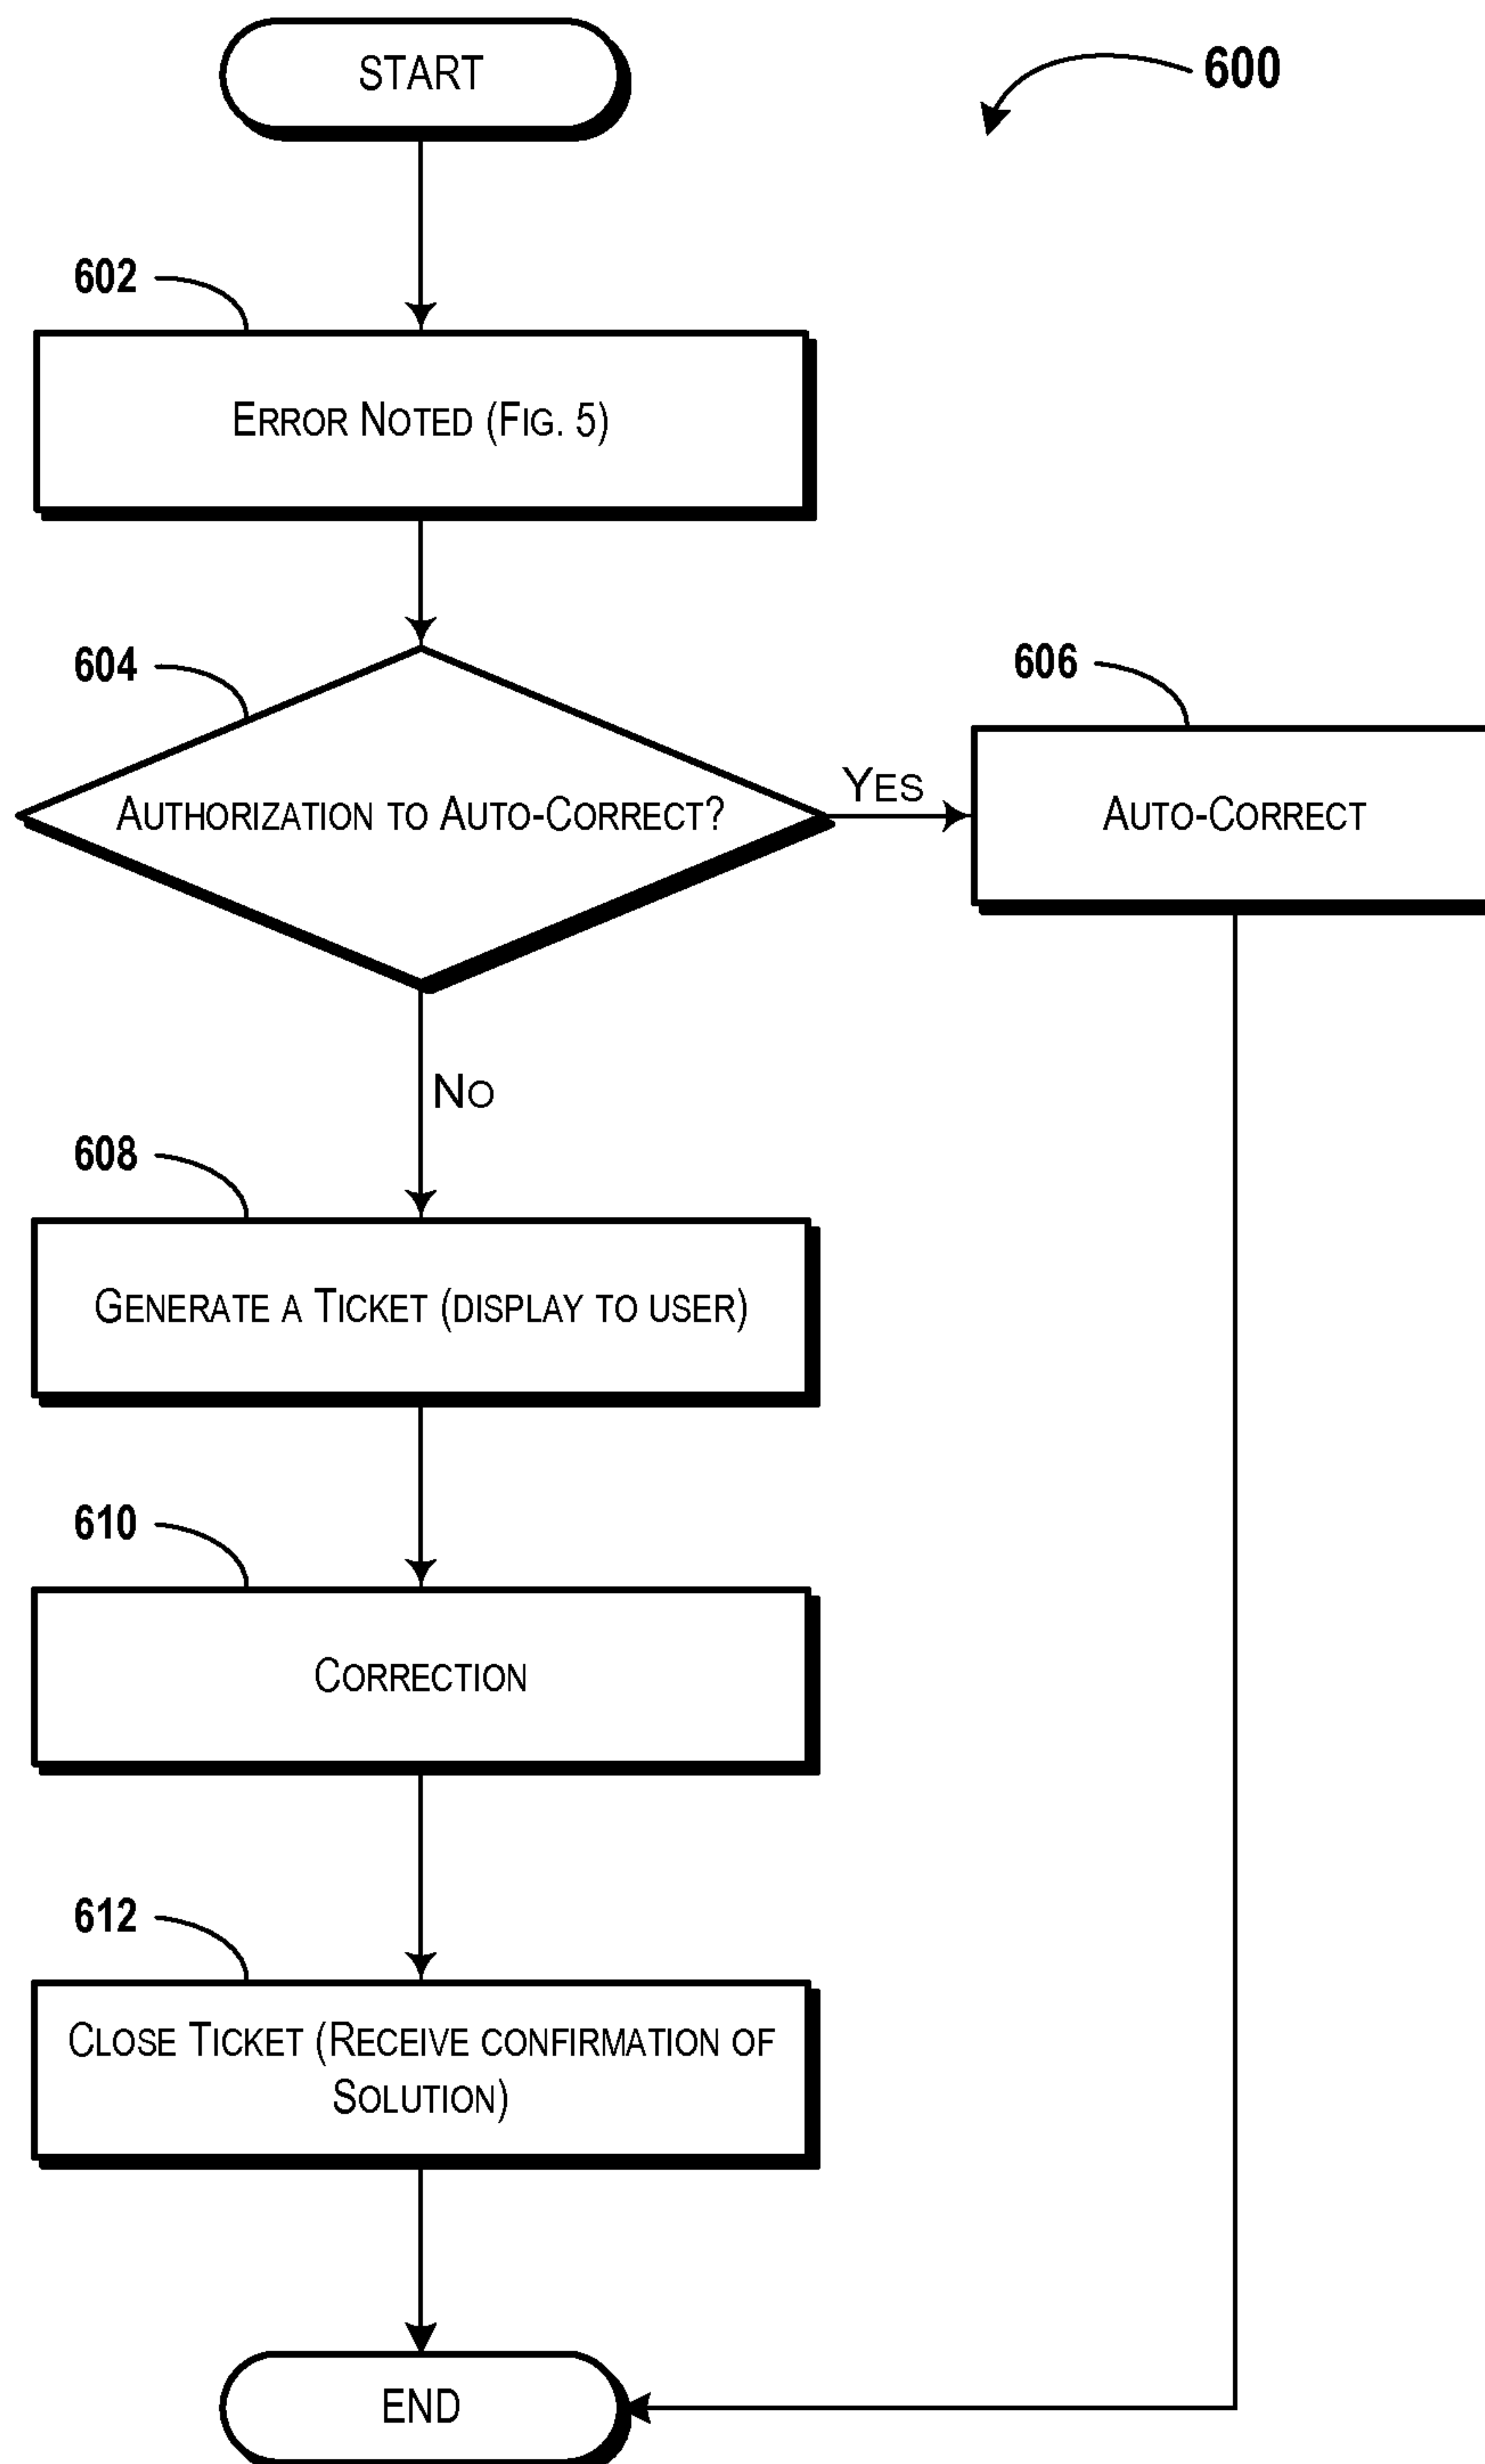 START
600
602
ERROR NOTED (FIG. 5)
604
AUTHORIZATION TO AUTO-CORRECT?
YES
606
AUTO-CORRECT
NO
608
GENERATE A TICKET (DISPLAY TO USER)
610
CORRECTION
612
CLOSE TICKET (RECEIVE CONFIRMATION OF
SOLUTION)
END